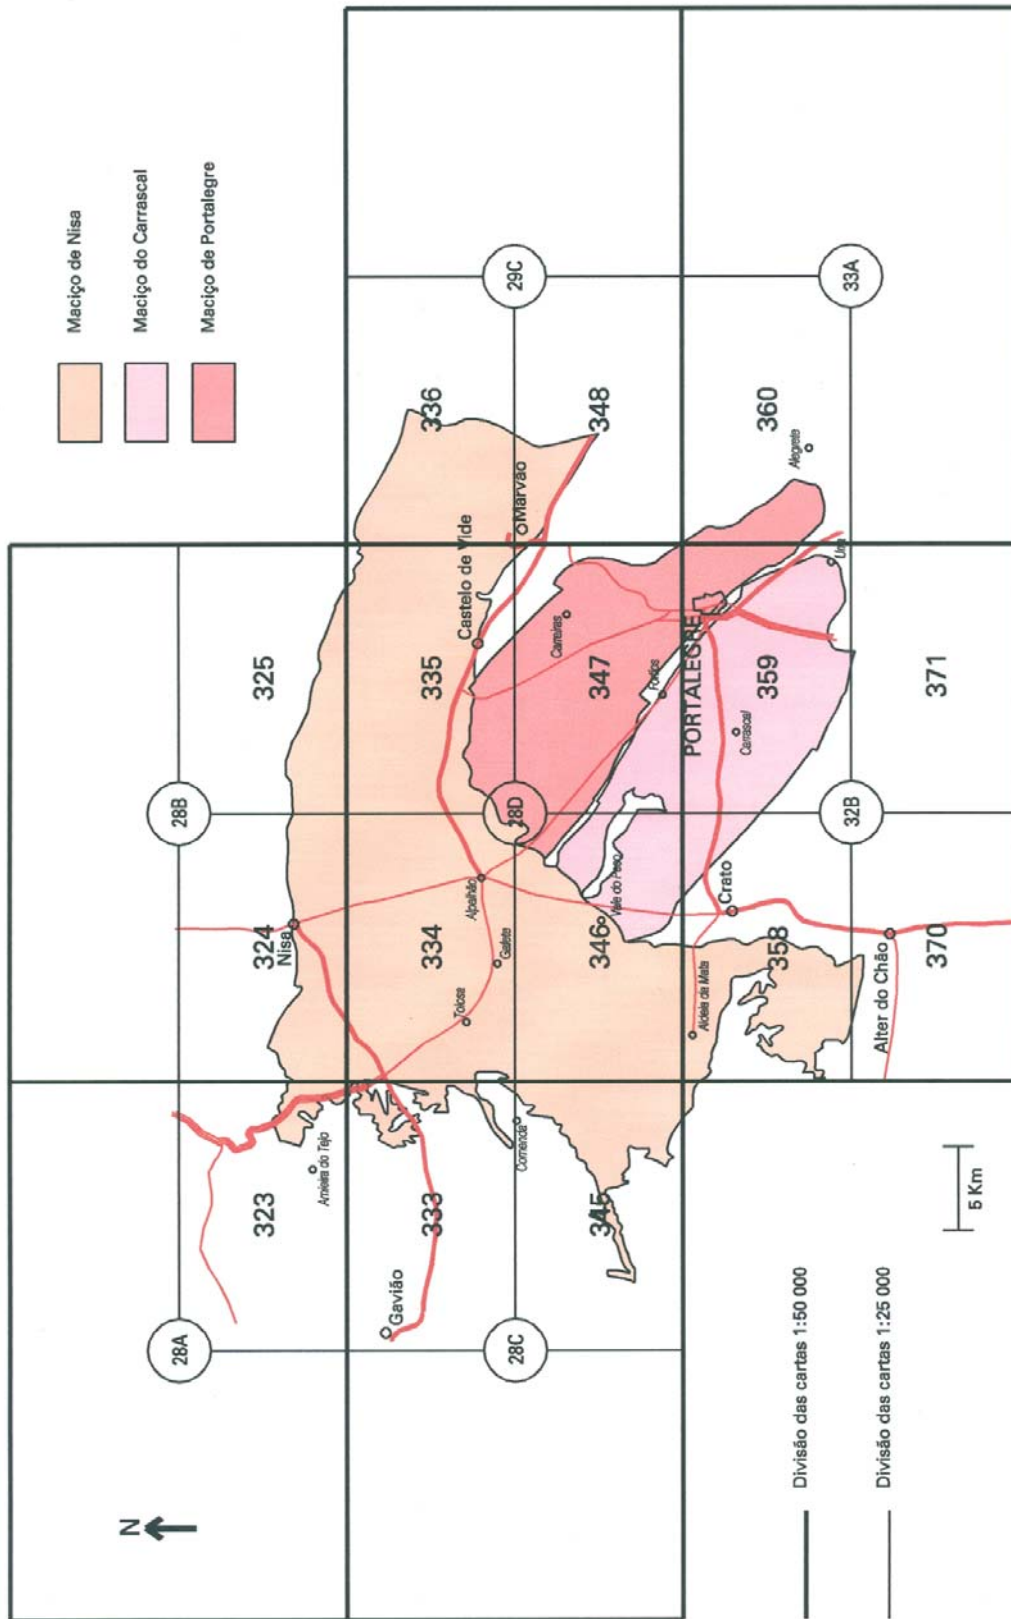 Maciço de Nisa
N
Maciço do Carrascal
28A
28B
Maciço de Portalegre
323
324
325
Nisa
Amieira do Tejo
Gavião
333
334
335
336
Tolosa
Castelo de Vide
Alpalhão
Gafete
28C
28D
29C
Comenda
Marvão
Carreiras
345
346
347
348
Vale do Peso
Fortios
PORTALEGRE
Aldeia da Mata
Crato
Carrascal
358
359
360
Alegrete
Urra
32B
33A
Alter do Chão
370
371
5 Km
Divisão das cartas 1:50 000
Divisão das cartas 1:25 000